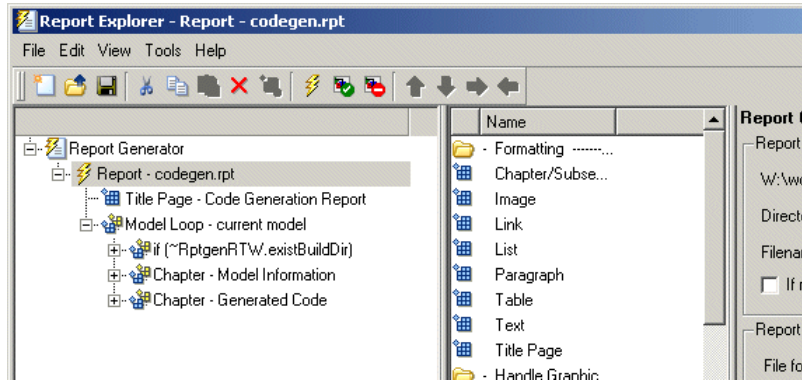 Report Explorer - Report - codegen.rpt
File Edit View Tools Help
Report Generator
Report - codegen.rpt
Title Page - Code Generation Report
Model Loop - current model
if (~RptgenRTW.existBuildDir)
Chapter - Model Information
Chapter - Generated Code
Name
- Formatting -------...
Chapter/Subse...
Image
Link
List
Paragraph
Table
Text
Title Page
- Handle Graphic
Report
Report
W:\we
Directo
Filenar
If
Report
File fo